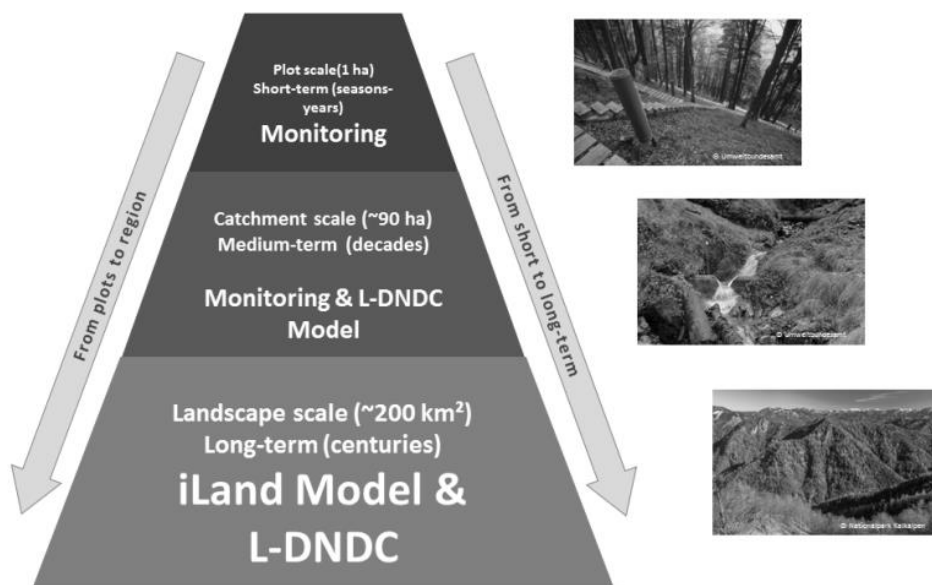 Plot scale(1 ha)
Short-term (seasons-
years)
Monitoring
Catchment scale (~90 ha)
Medium-term (decades)
Monitoring & L-DNDC
Model
Landscape scale (~200 km²)
Long-term (centuries)
iLand Model &
L-DNDC
From plots to region
From short to long-term
© Umweltbundesamt
© Umweltbundesamt
© Nationalpark Kalkalpen